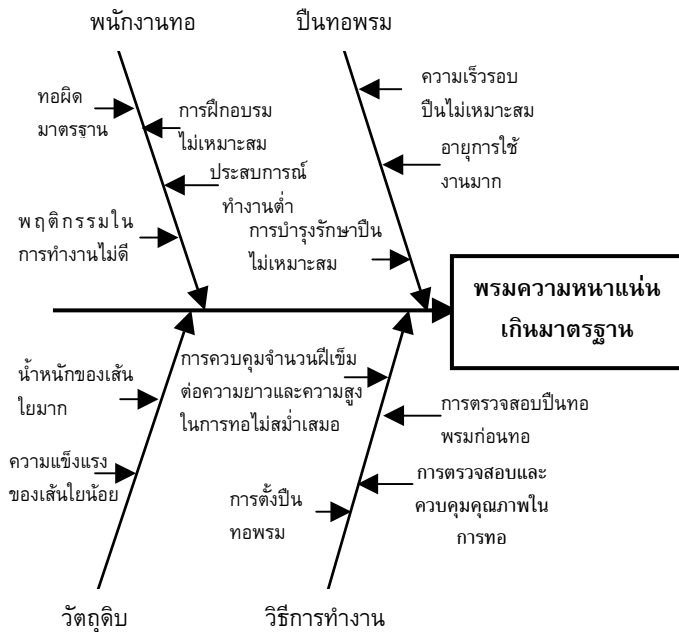 พนักงานทอ
ปืนทอพรม
ทอผิด
มาตรฐาน
การฝึกอบรม
ไม่เหมาะสม
ประสบการณ์
ทำงานต่ำ
พฤติกรรมใน
การทำงานไม่ดี
ความเร็วรอบ
ปืนไม่เหมาะสม
อายุการใช้
งานมาก
การบำรุงรักษาปืน
ไม่เหมาะสม
พรมความหนาแน่น
เกินมาตรฐาน
น้ำหนักของเส้น
ใยมาก
ความแข็งแรง
ของเส้นใยน้อย
การควบคุมจำนวนฝีเข็ม
ต่อความยาวและความสูง
ในการทอไม่สม่ำเสมอ
การตรวจสอบปืนทอ
พรมก่อนทอ
การตรวจสอบและ
ควบคุมคุณภาพใน
การทอ
การตั้งปืน
ทอพรม
วัตถุดิบ
วิธีการทำงาน